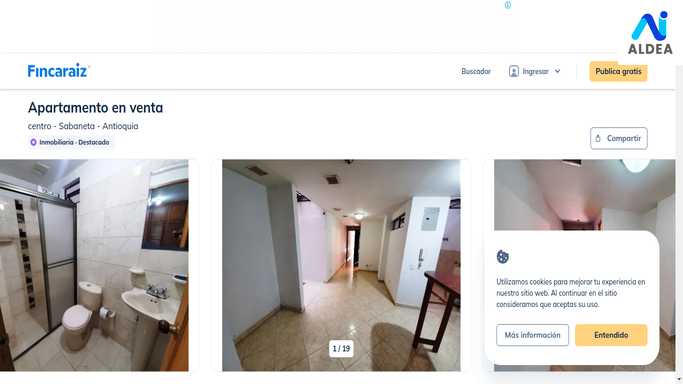 ALDEA
Fincaraiz
Buscador
Ingresar
Publica gratis
Apartamento en venta
centro - Sabaneta - Antioquia
Inmobiliaria - Destacado
Compartir
1 / 19
Utilizamos cookies para mejorar tu experiencia en
nuestro sitio web. Al continuar en el sitio
consideramos que aceptas su uso.
Más información
Entendido